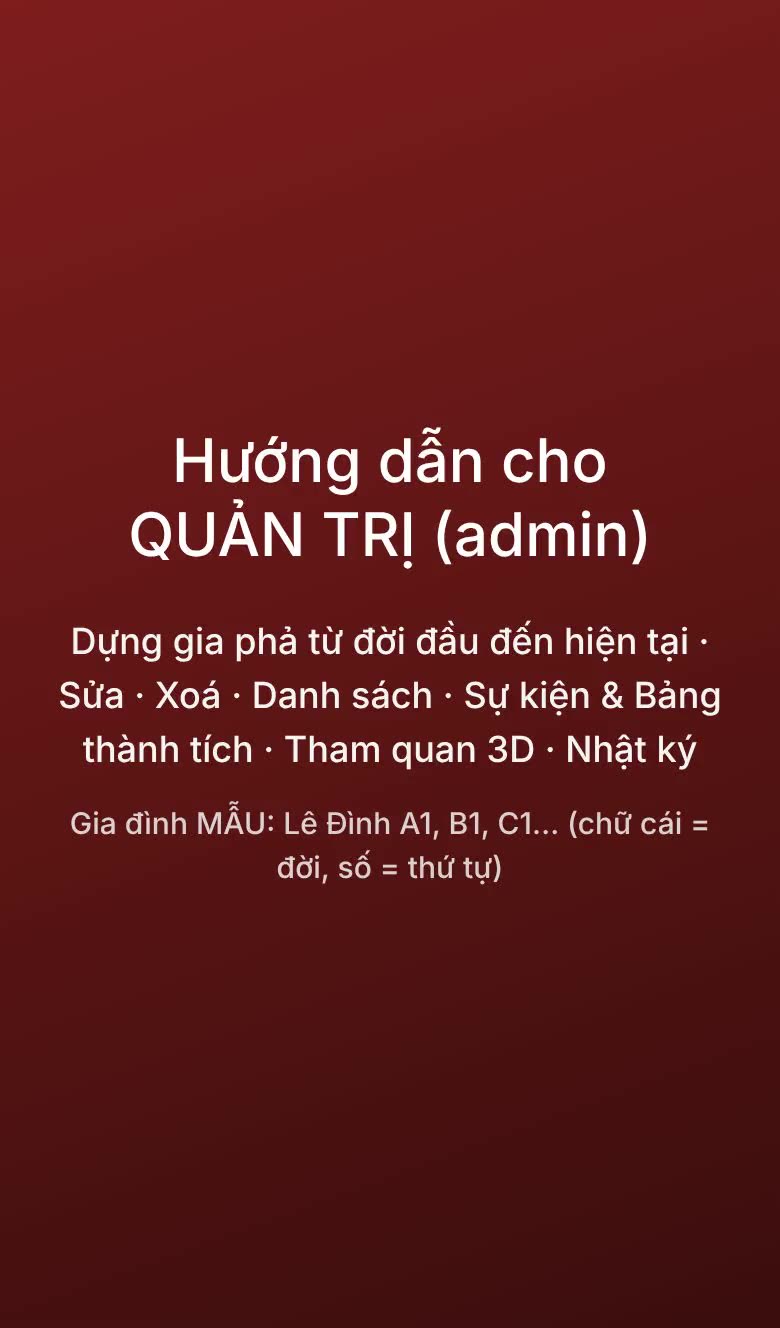 Hướng dẫn cho
QUẢN TRỊ (admin)
Dựng gia phả từ đời đầu đến hiện tại ·
Sửa · Xoá · Danh sách · Sự kiện & Bảng
thành tích · Tham quan 3D · Nhật ký
Gia đình MẪU: Lê Đình A1, B1, C1... (chữ cái =
đời, số = thứ tự)